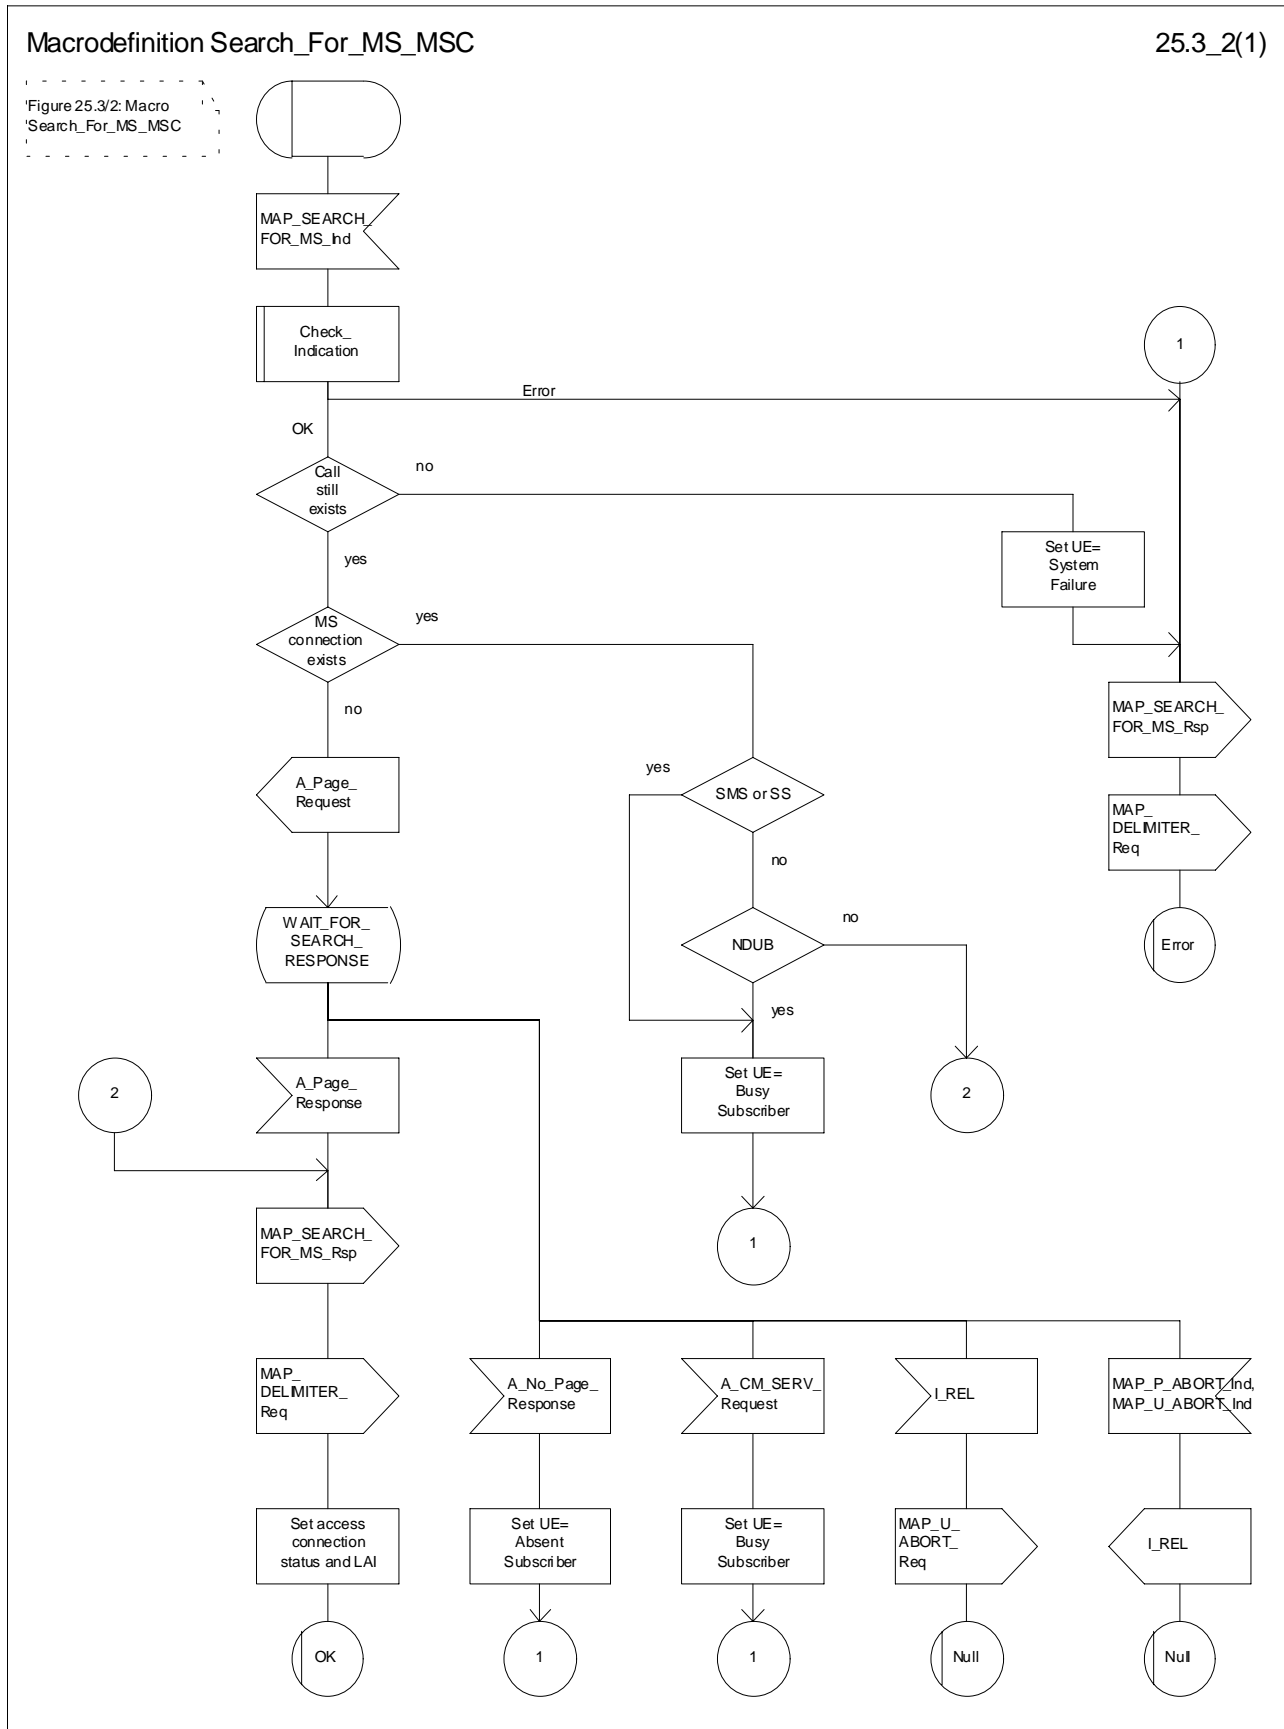 Macrodefinition Search_For_MS_MSC
25.3_2(1)
Figure 25.3/2: Macro
Search_For_MS_MSC
MAP_SEARCH_
FOR_MS_Ind
Check_
Indication
1
Error
OK
Call
still
exists
no
Set UE=
System
Failure
yes
MS
connection
exists
yes
no
MAP_SEARCH_
FOR_MS_Rsp
A_Page_
Request
yes
SMS or SS
MAP_
DELIMITER_
Req
no
WAIT_FOR_
SEARCH_
RESPONSE
NDUB
no
Error
yes
2
A_Page_
Response
Set UE=
Busy
Subscriber
2
MAP_SEARCH_
FOR_MS_Rsp
1
MAP_
DELIMITER_
Req
A_No_Page_
Response
A_CM_SERV_
Request
I_REL
MAP_P_ABORT_Ind,
MAP_U_ABORT_Ind
Set access
connection
status and LAI
Set UE=
Absent
Subscriber
Set UE=
Busy
Subscriber
MAP_U_
ABORT_
Req
I_REL
OK
1
1
Null
Null